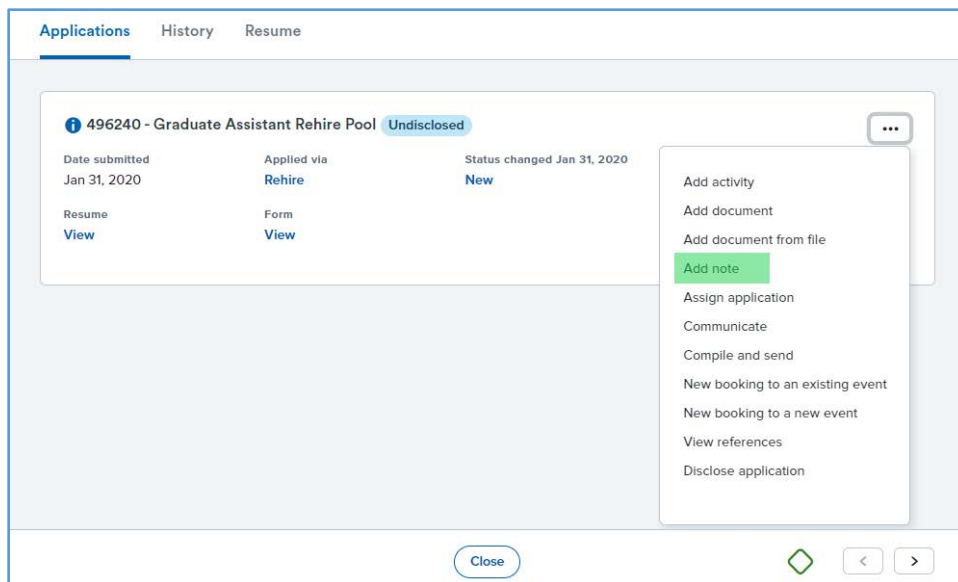 Applications History Resume
496240 - Graduate Assistant Rehire Pool Undisclosed
...
Date submitted Applied via Status changed Jan 31, 2020
Jan 31, 2020 Rehire New
Resume Form
View View
Add activity
Add document
Add document from file
Add note
Assign application
Communicate
Compile and send
New booking to an existing event
New booking to a new event
View references
Disclose application
Close